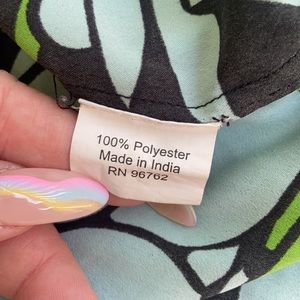 100% Polyester
Made in India
RN 96762